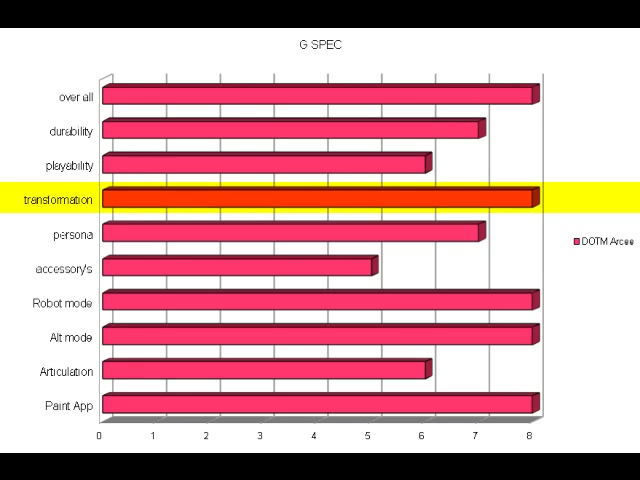 G SPEC
over all
durability
playability
transformation
persona
accessory's
Robot mode
Alt mode
Articulation
Paint App
DOTM Arcee
0 1 2 3 4 5 6 7 8